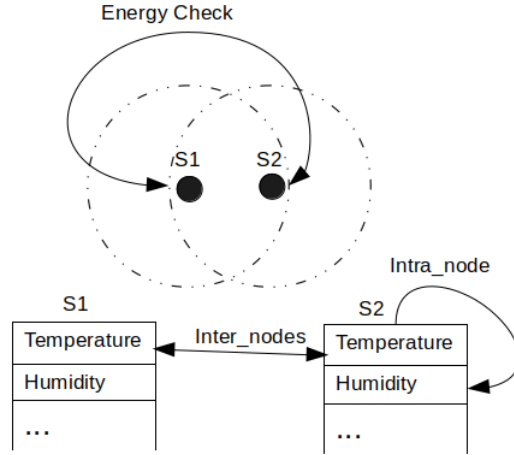 Energy Check
S1
S2
Intra_node
S1
S2
Inter_nodes
Temperature
Humidity
...
Temperature
Humidity
...